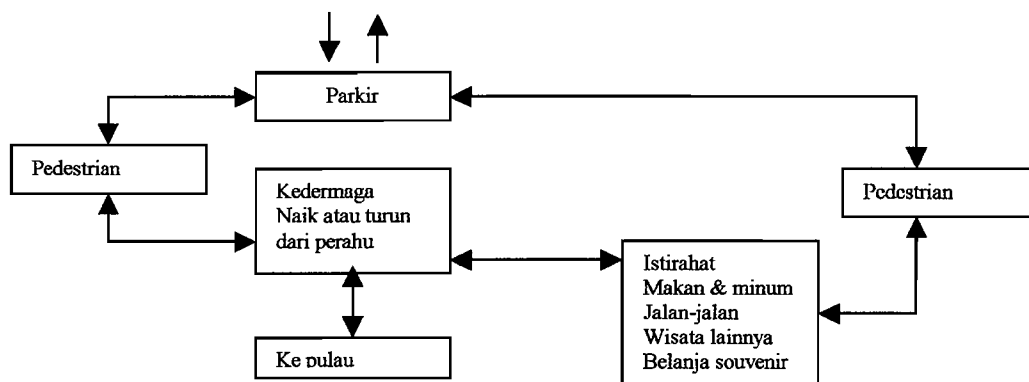 Parkir
Pedestrian
Kedermaga
Naik atau turun
dari perahu
Pedestrian
Istirahat
Makan & minum
Jalan-jalan
Wisata lainnya
Belanja souvenir
Ke pulau